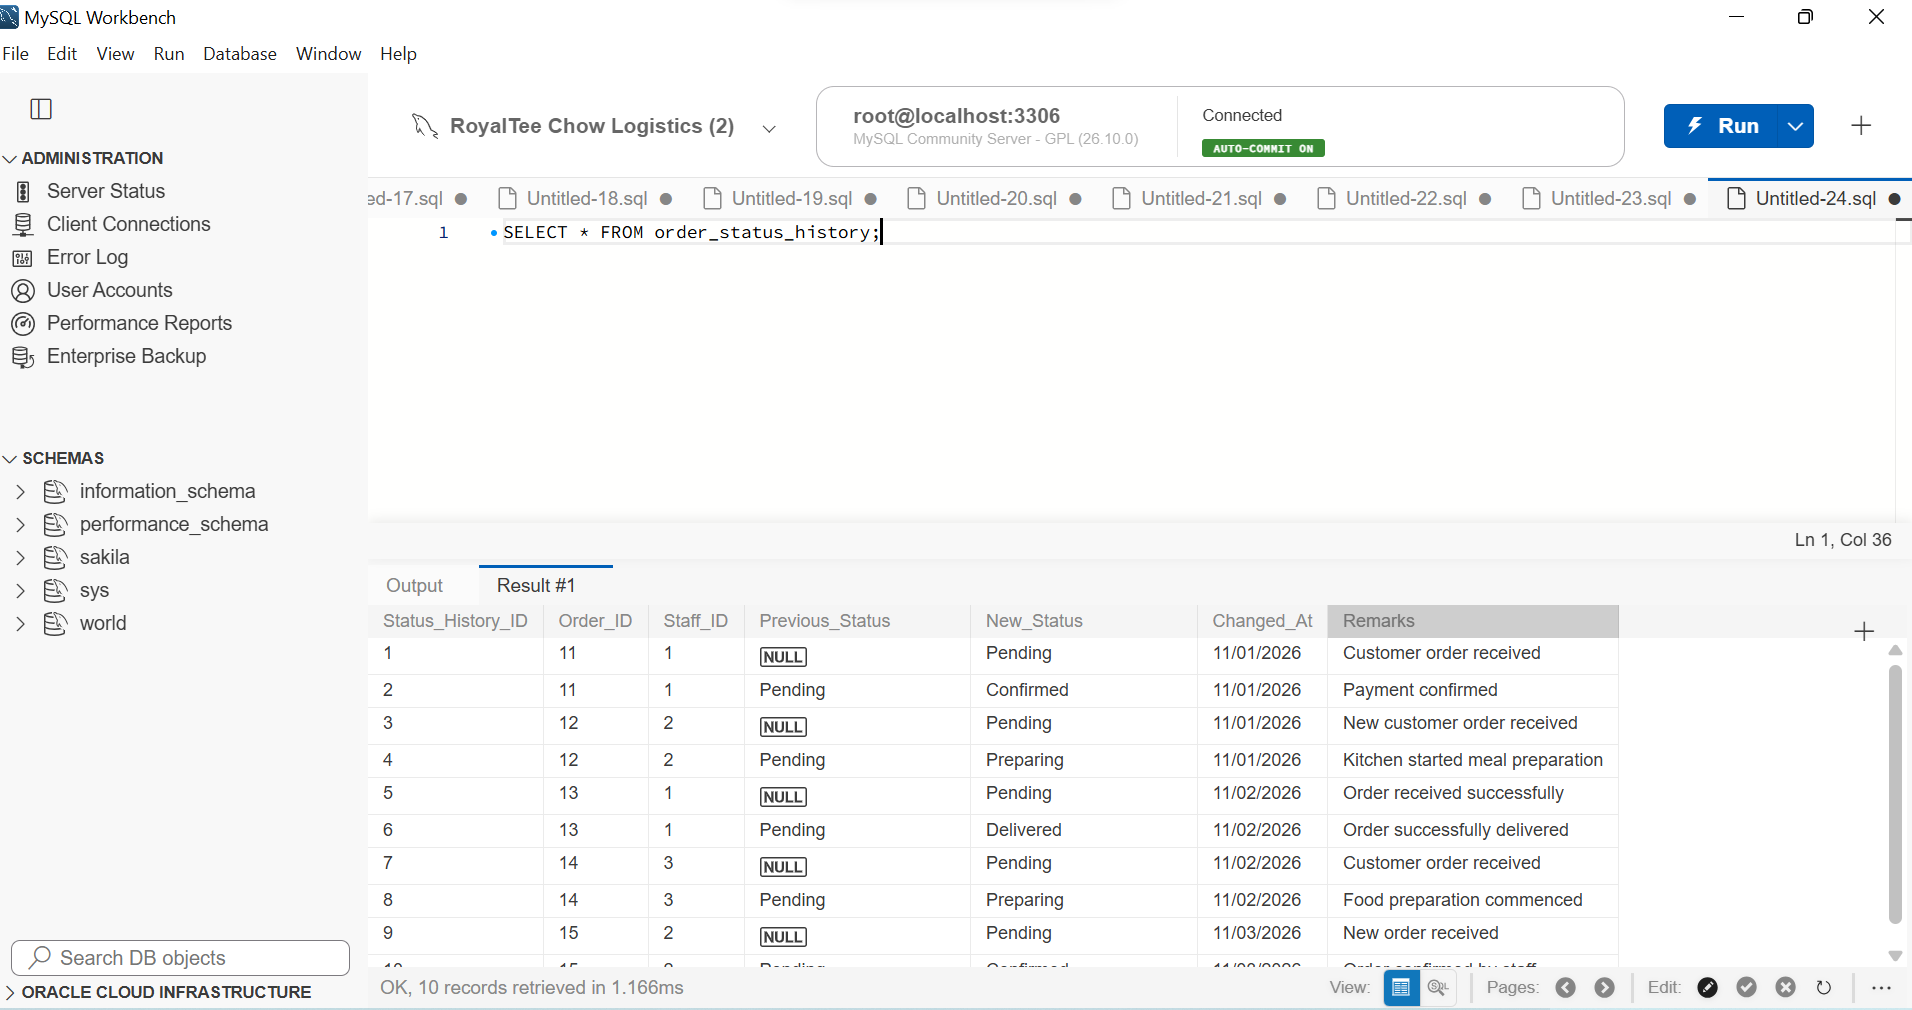 MySQL Workbench
File Edit View Run Database Window Help
RoyalTee Chow Logistics (2)
root@localhost:3306
MySQL Community Server - GPL (26.10.0)
Connected
AUTO-COMMIT ON
Run
ADMINISTRATION
Server Status
Client Connections
Error Log
User Accounts
Performance Reports
Enterprise Backup
SCHEMAS
information_schema
performance_schema
sakila
sys
world
Search DB objects
ORACLE CLOUD INFRASTRUCTURE
ed-17.sql Untitled-18.sql Untitled-19.sql Untitled-20.sql Untitled-21.sql Untitled-22.sql Untitled-23.sql Untitled-24.sql
1 SELECT * FROM order_status_history;
Ln 1, Col 36
Output Result #1
Status_History_ID Order_ID Staff_ID Previous_Status New_Status Changed_At Remarks
1 11 1 NULL Pending 11/01/2026 Customer order received
2 11 1 Pending Confirmed 11/01/2026 Payment confirmed
3 12 2 NULL Pending 11/01/2026 New customer order received
4 12 2 Pending Preparing 11/01/2026 Kitchen started meal preparation
5 13 1 NULL Pending 11/02/2026 Order received successfully
6 13 1 Pending Delivered 11/02/2026 Order successfully delivered
7 14 3 NULL Pending 11/02/2026 Customer order received
8 14 3 Pending Preparing 11/02/2026 Food preparation commenced
9 15 2 NULL Pending 11/03/2026 New order received
OK, 10 records retrieved in 1.166ms
View: SQL Pages: Edit: